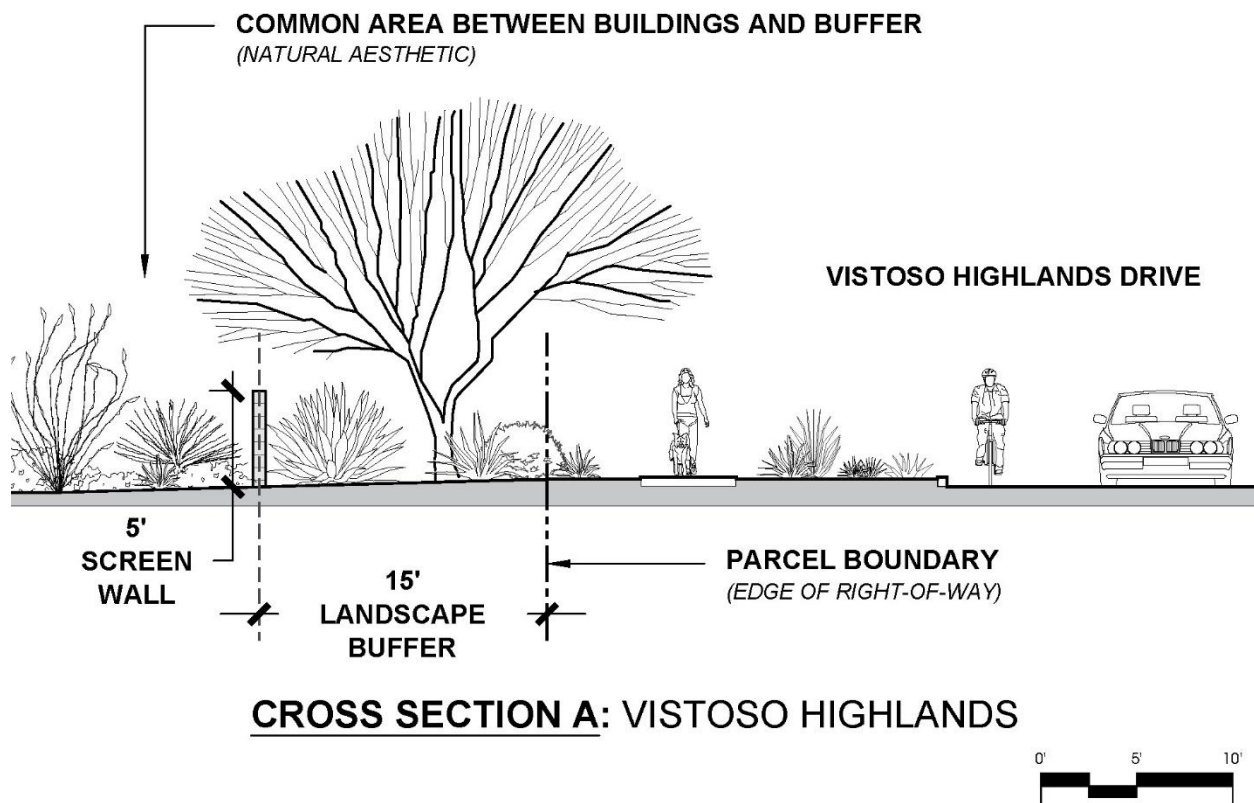 COMMON AREA BETWEEN BUILDINGS AND BUFFER
(NATURAL AESTHETIC)
VISTOSO HIGHLANDS DRIVE
5'
SCREEN
WALL
15'
LANDSCAPE
BUFFER
PARCEL BOUNDARY
(EDGE OF RIGHT-OF-WAY)
CROSS SECTION A: VISTOSO HIGHLANDS
0' 5' 10'